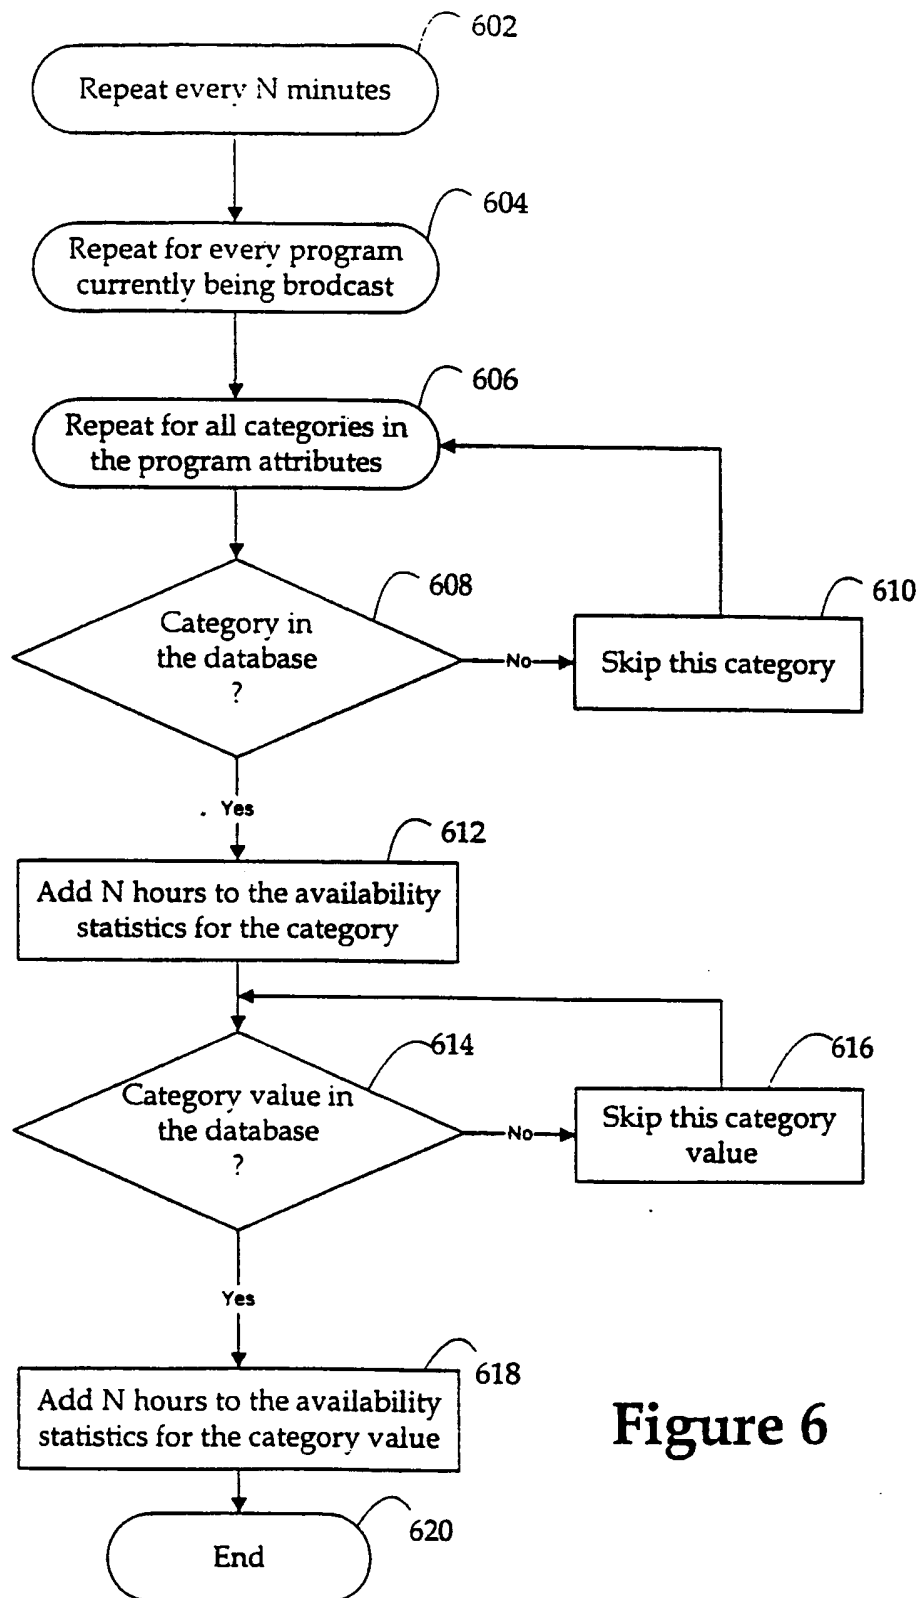 602
Repeat every N minutes
604
Repeat for every program
currently being brodcast
606
Repeat for all categories in
the program attributes
608
Category in
the database
?
No
610
Skip this category
Yes
612
Add N hours to the availability
statistics for the category
614
Category value in
the database
?
No
616
Skip this category
value
Yes
618
Add N hours to the availability
statistics for the category value
Figure 6
620
End